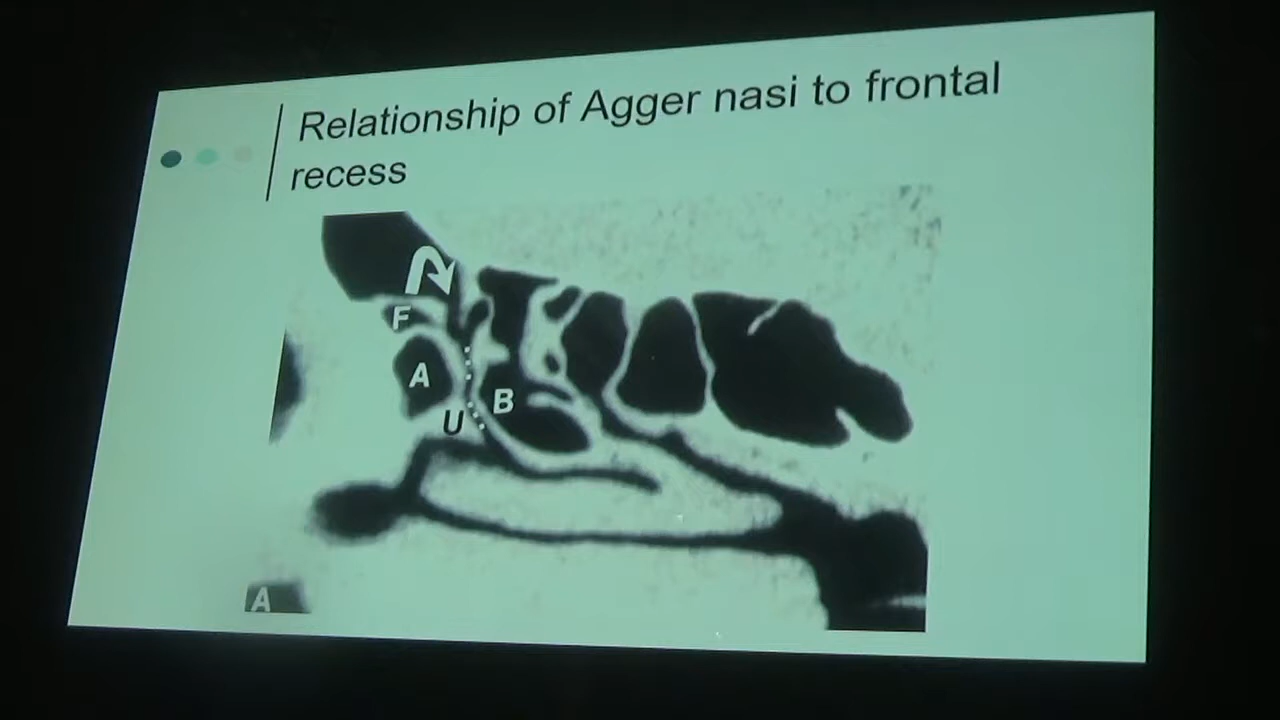 Relationship of Agger nasi to frontal
recess
F
A
B
U
A